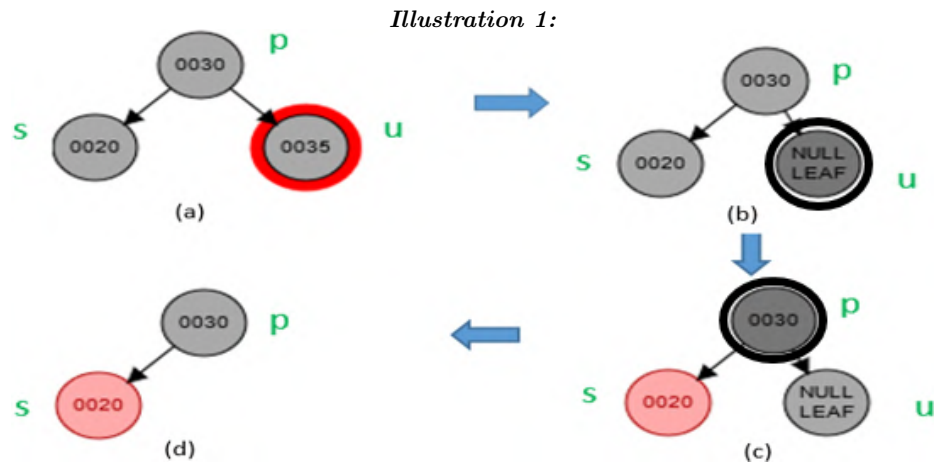 Illustration 1:
p
0030
s
0020
0035
u
(a)
p
0030
s
0020
NULL
LEAF
u
(b)
0030
p
s
0020
NULL
LEAF
u
(c)
0030
p
s
0020
(d)